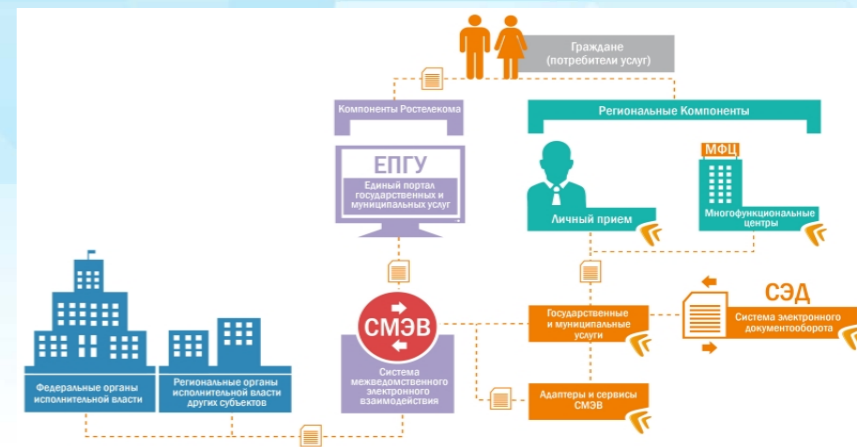 Граждане
(потребители услуг)
Компоненты Ростелекома
Региональные Компоненты
ЕПГУ
Единый портал
государственных и
муниципальных услуг
Личный прием
МФЦ
Многофункциональные
центры
СМЭВ
Система
межведомственного
электронного
взаимодействия
Государственные
и муниципальные
услуги
СЭД
Система электронного
документооборота
Адаптеры и сервисы
СМЭВ
Федеральные органы
исполнительной власти
Региональные органы
исполнительной власти
других субъектов